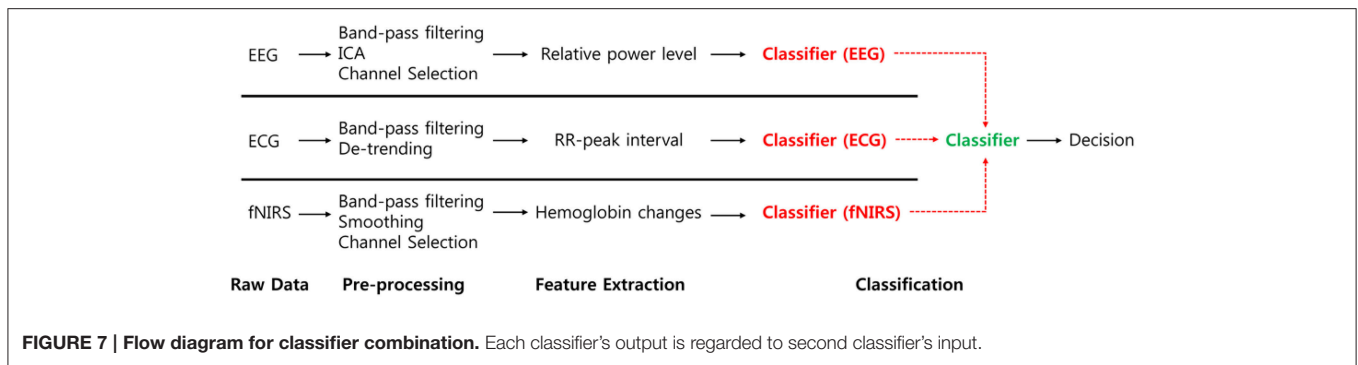 Band-pass filtering
EEG ICA Relative power level Classifier (EEG)
Channel Selection
Band-pass filtering
ECG De-trending RR-peak interval Classifier (ECG) Classifier Decision
Band-pass filtering
fNIRS Smoothing Hemoglobin changes Classifier (fNIRS)
Channel Selection
Raw Data Pre-processing Feature Extraction Classification
FIGURE 7 | Flow diagram for classifier combination. Each classifier's output is regarded to second classifier's input.